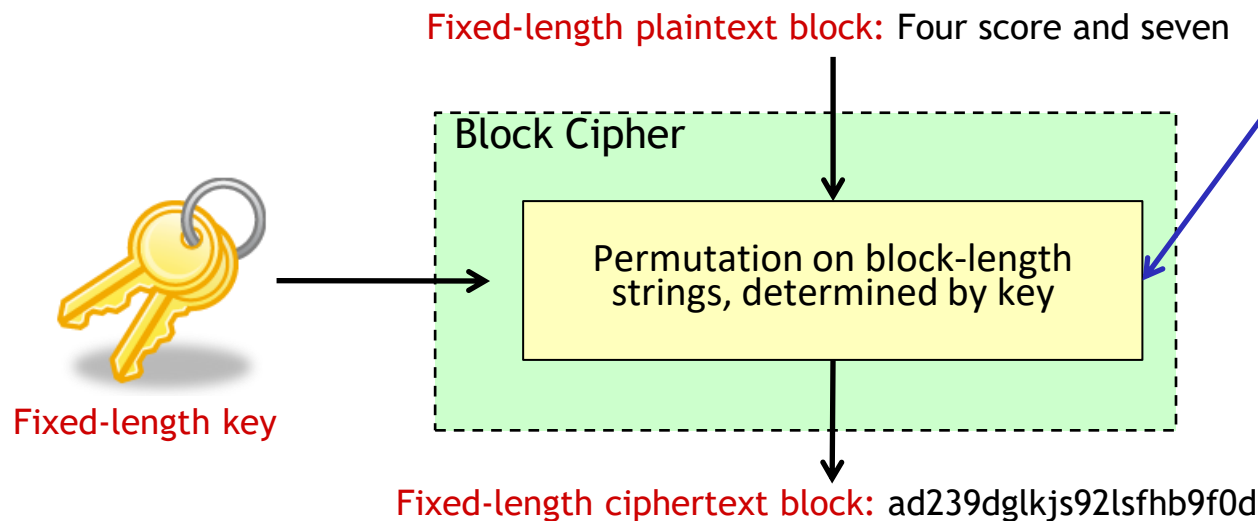 Fixed-length plaintext block: Four score and seven
Block Cipher
Permutation on block-length
strings, determined by key
Fixed-length key
Fixed-length ciphertext block: ad239dglkjs92lsfhb9f0d